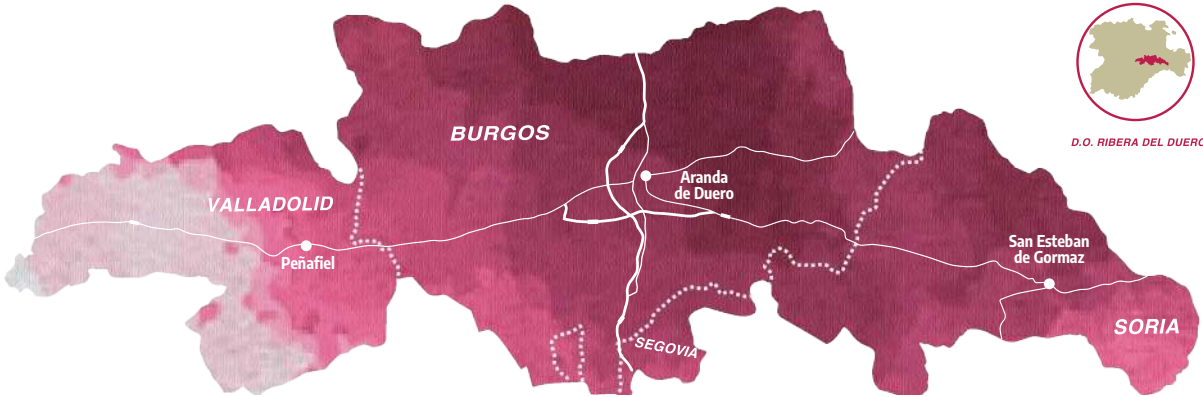 D.O. RIBERA DEL DUERO
BURGOS
Aranda
de Duero
VALLADOLID
Peñafiel
San Esteban
de Gormaz
SORIA
SEGOVIA